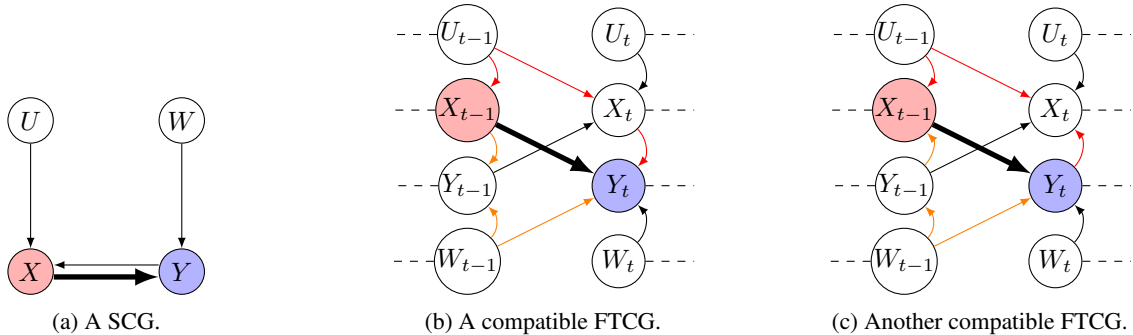 U_{t−1} U_t U_{t−1} U_t
U W X_{t−1} X_t X_{t−1} X_t
Y_{t−1} Y_t Y_{t−1} Y_t
X Y W_{t−1} W_t W_{t−1} W_t
(a) A SCG. (b) A compatible FTCG. (c) Another compatible FTCG.